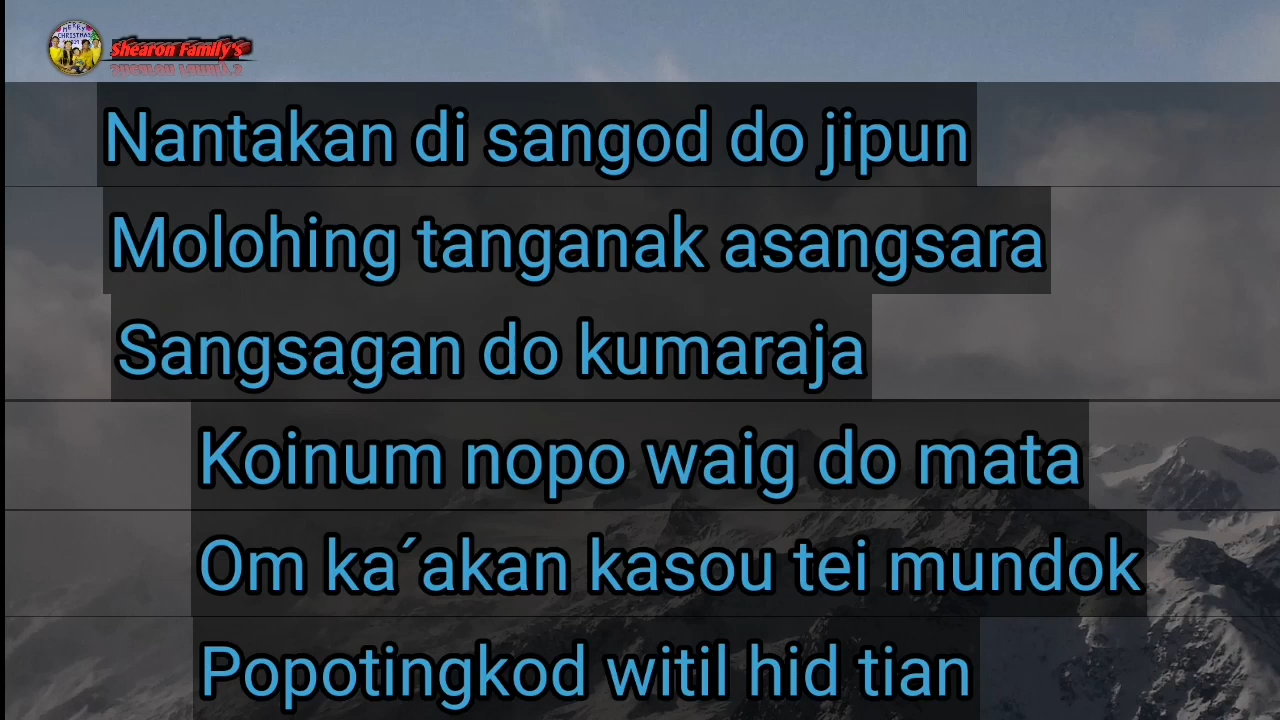 Shearon Family's
Nantakan di sangod do jipun
Molohing tanganak asangsara
Sangsagan do kumaraja
Koinum nopo waig do mata
Om ka´akan kasou tei mundok
Popotingkod witil hid tian